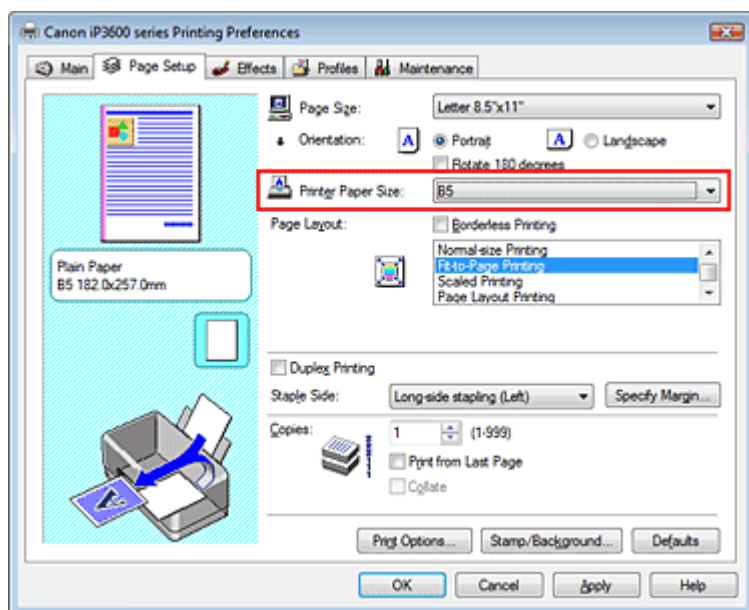 Canon iP3600 series Printing Preferences
Main Page Setup Effects Profiles Maintenance
Page Size: Letter 8.5"x11"
Orientation: A Portrait A Landscape
Rotate 180 degrees
Printer Paper Size: B5
Page Layout: Borderless Printing
Normal-size Printing
Fit-to-Page Printing
Scaled Printing
Page Layout Printing
Plain Paper
B5 182.0x257.0mm
Duplex Printing
Staple Side: Long-side stapling (Left) Specify Margin...
Copies: 1 (1-999)
Print from Last Page
Collate
Print Options... Stamp/Background... Defaults
OK Cancel Apply Help